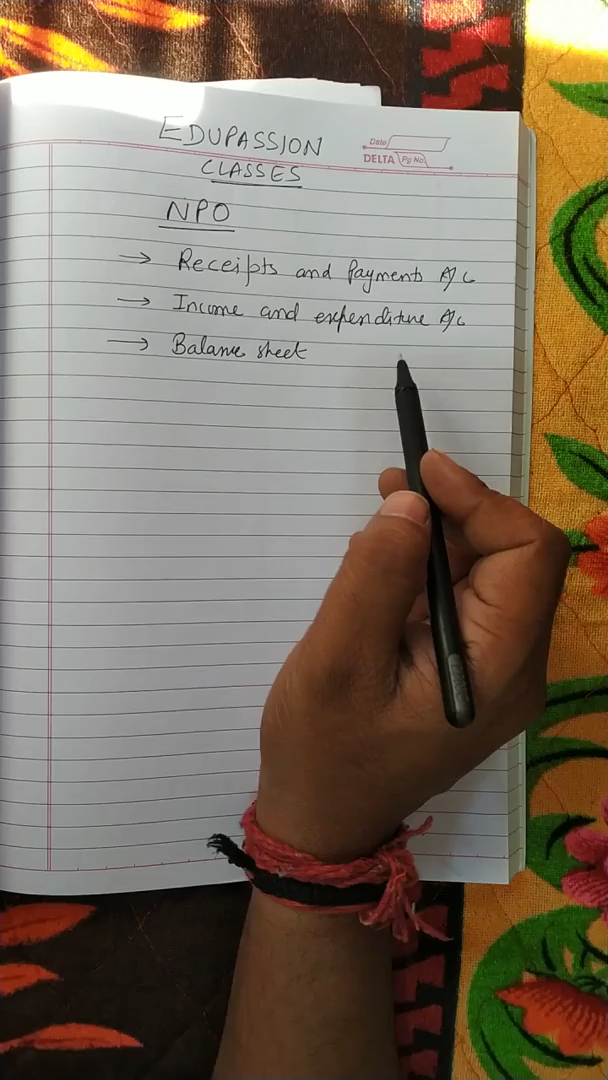 EDUPASSION
CLASSES
Date
DELTA Pg No.
NPO
→ Receipts and Payments A/c
→ Income and expenditure A/c
→ Balance sheet